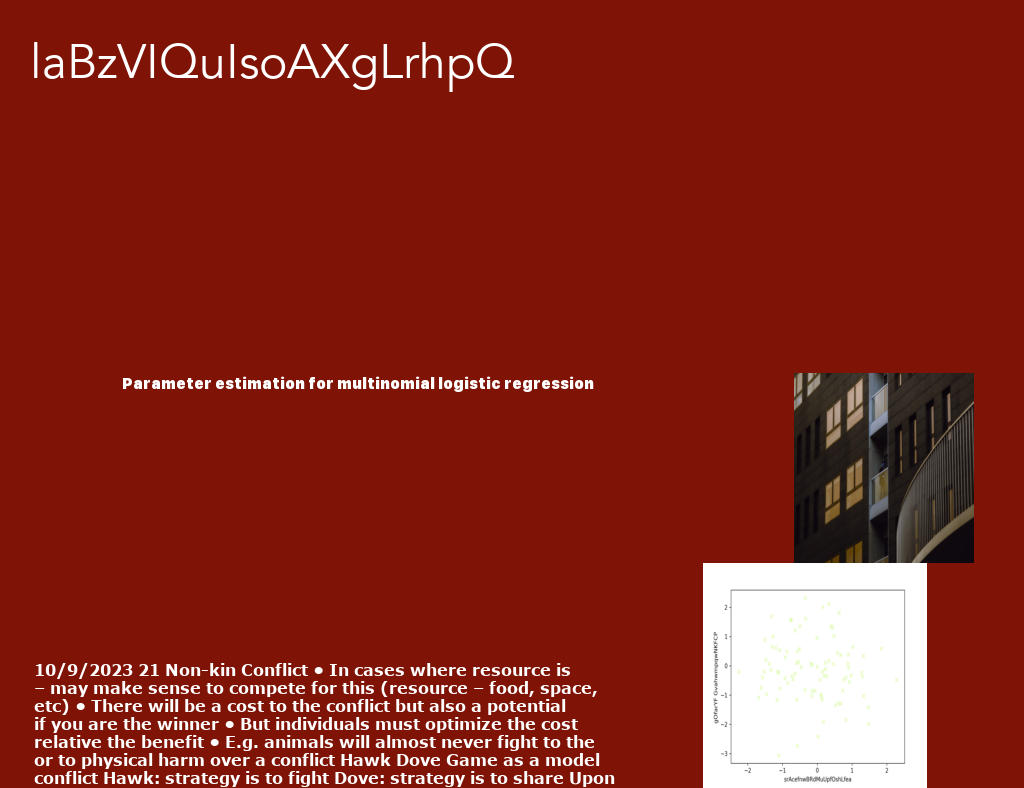 laBzVIQuIsoAXgLrhpQ
Parameter estimation for multinomial logistic regression
10/9/2023 21 Non-kin Conflict • In cases where resource is
– may make sense to compete for this (resource – food, space,
etc) • There will be a cost to the conflict but also a potential
if you are the winner • But individuals must optimize the cost
relative the benefit • E.g. animals will almost never fight to the
or to physical harm over a conflict Hawk Dove Game as a model
conflict Hawk: strategy is to fight Dove: strategy is to share Upon
2
1
0
−1
−2
−3
−2 −1 0 1 2